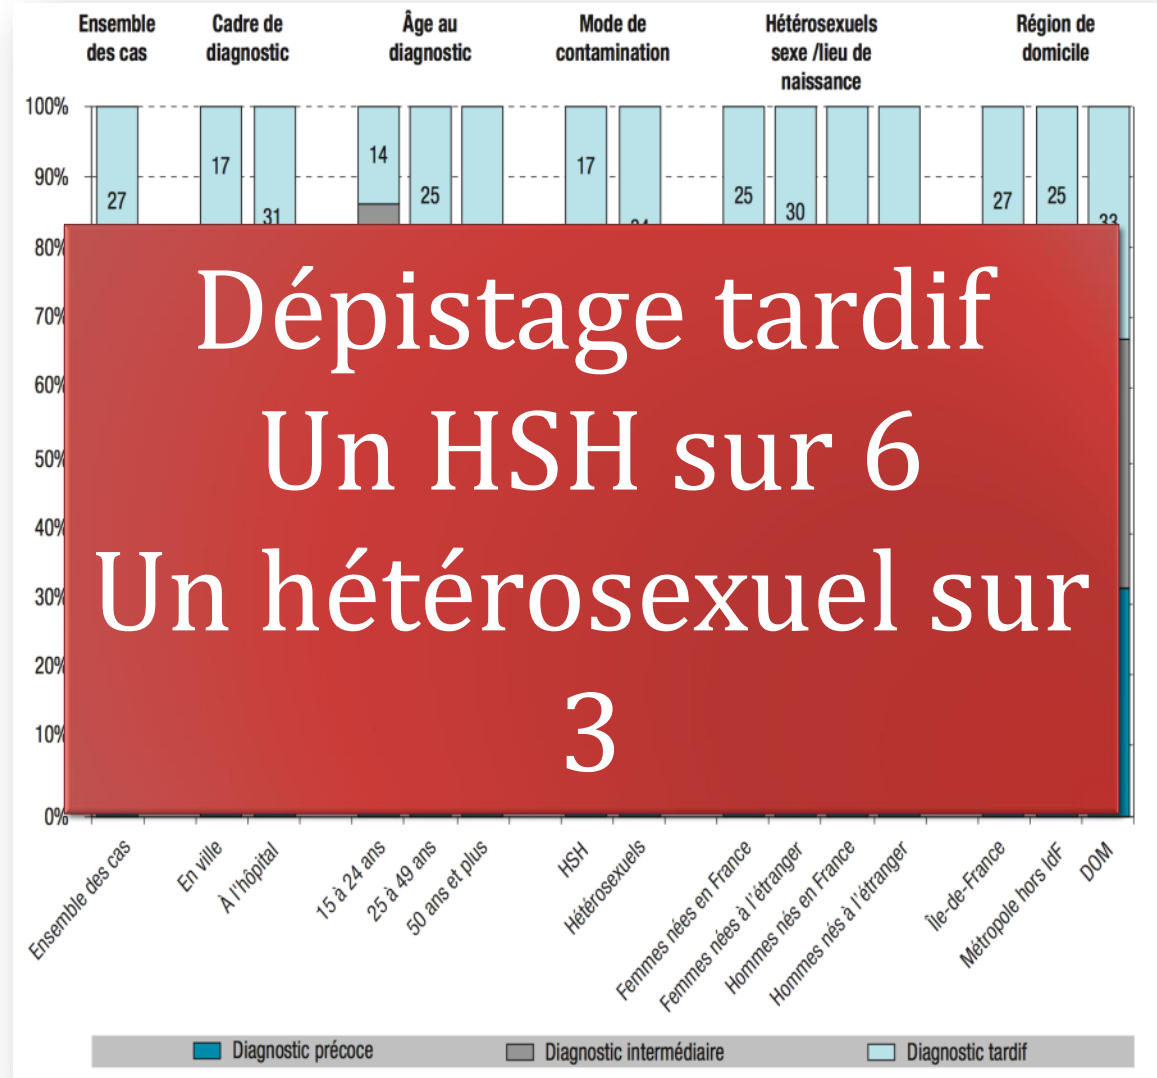 Ensemble
des cas
Cadre de
diagnostic
Âge au
diagnostic
Mode de
contamination
Hétérosexuels
sexe /lieu de
naissance
Région de
domicile
100%
90%
80%
70%
60%
50%
40%
30%
20%
10%
0%
27
17
31
14
25
17
25
30
27
25
33
Dépistage tardif
Un HSH sur 6
Un hétérosexuel sur
3
Ensemble des cas
En ville
À l'hôpital
15 à 24 ans
25 à 49 ans
50 ans et plus
HSH
Hétérosexuels
Femmes nées en France
Femmes nées à l'étranger
Hommes nés en France
Hommes nés à l'étranger
Île-de-France
Métropole hors IdF
DOM
Diagnostic précoce
Diagnostic intermédiaire
Diagnostic tardif